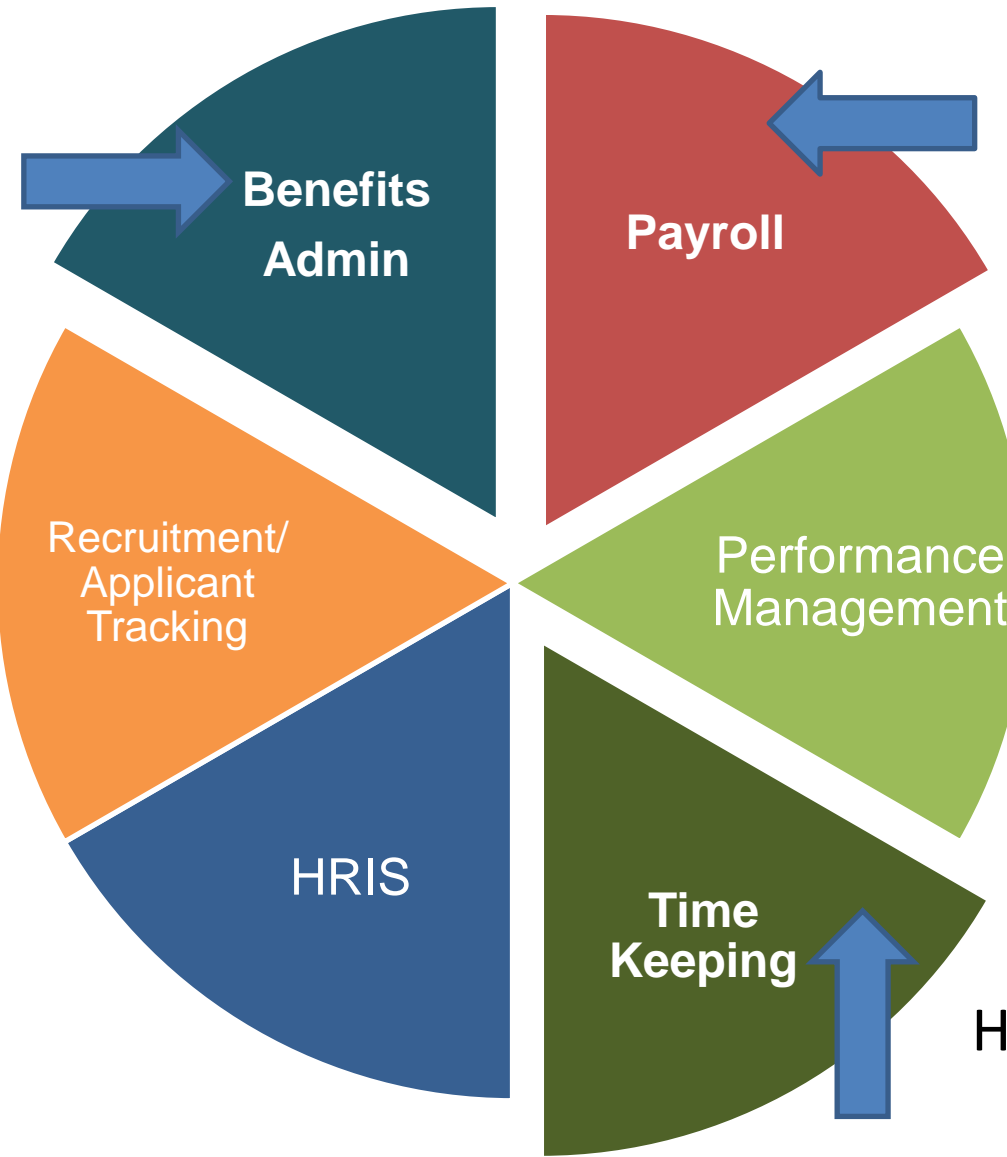 Benefits
Admin
Payroll
Recruitment/
Applicant
Tracking
Performance
Management
HRIS
Time
Keeping
H